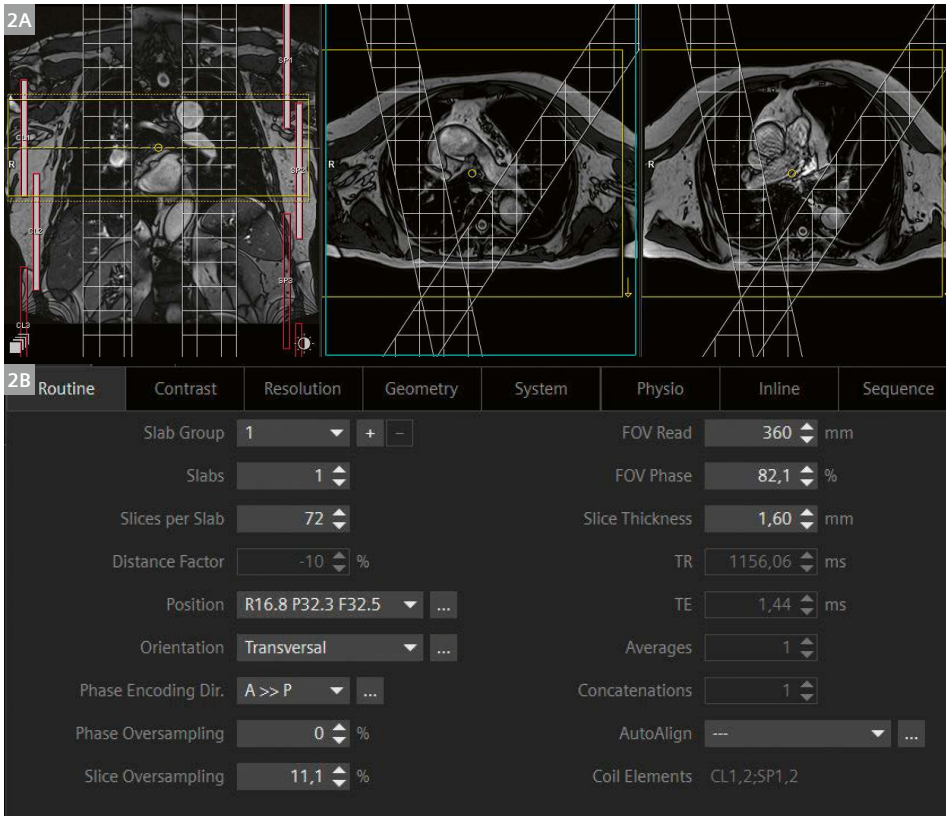 2A
SP1
CL1
R
SP2
CL2
SP3
CL3
R
R
2B
Routine Contrast Resolution Geometry System Physio Inline Sequence
Slab Group 1 + − FOV Read 360 mm
Slabs 1 FOV Phase 82,1 %
Slices per Slab 72 Slice Thickness 1,60 mm
Distance Factor -10 % TR 1156,06 ms
Position R16.8 P32.3 F32.5 ... TE 1,44 ms
Orientation Transversal ... Averages 1
Phase Encoding Dir. A >> P ... Concatenations 1
Phase Oversampling 0 % AutoAlign --- ...
Slice Oversampling 11,1 % Coil Elements CL1,2;SP1,2